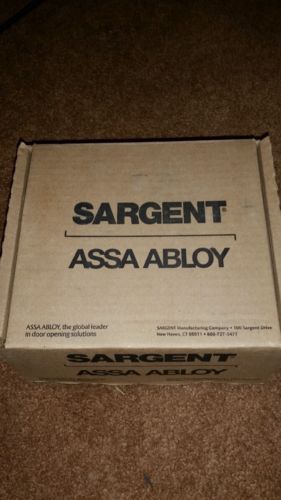 SARGENT®
ASSA ABLOY
ASSA ABLOY, the global leader
in door opening solutions
SARGENT Manufacturing Company • 100 Sargent Drive
New Haven, CT 06511 • 800-727-5477
SARGENT
ASSA ABLOY